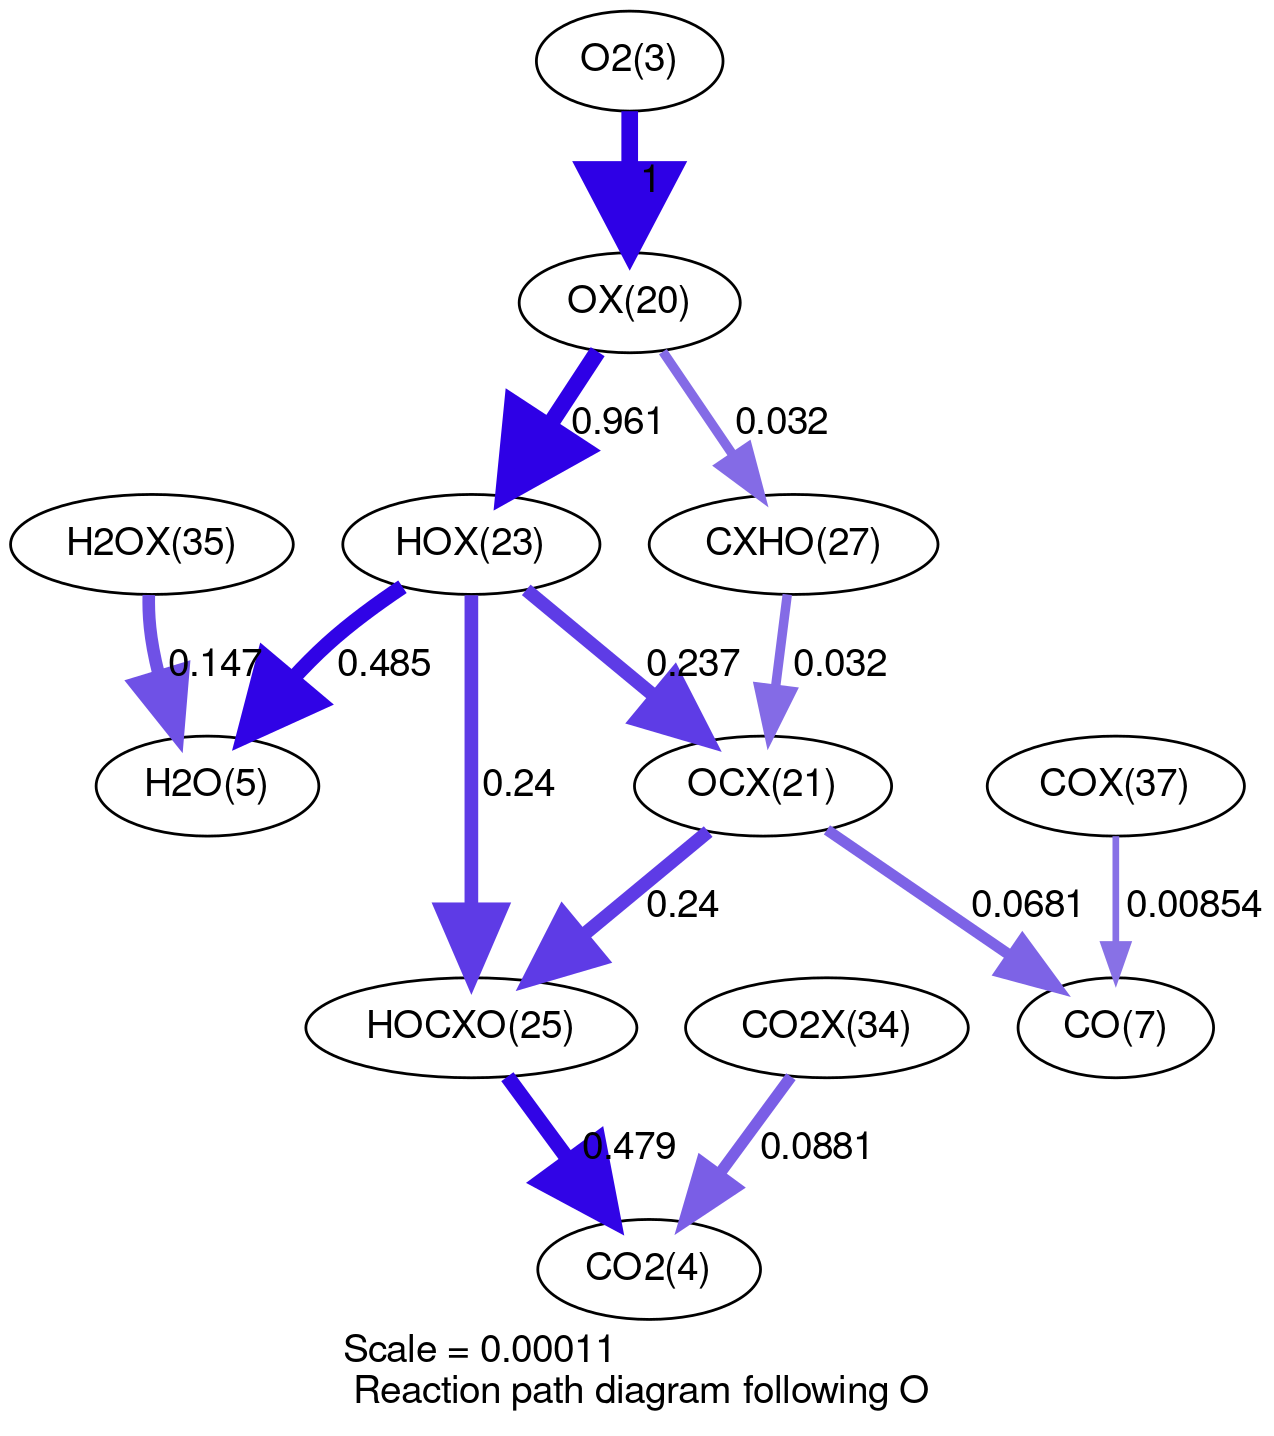 O2(3)
1
OX(20)
0.961
0.032
H2OX(35)
HOX(23)
CXHO(27)
0.147
0.485
0.237
0.032
H2O(5)
0.24
OCX(21)
COX(37)
0.24
0.0681
0.00854
HOCXO(25)
CO2X(34)
CO(7)
0.479
0.0881
CO2(4)
Scale = 0.00011
Reaction path diagram following O